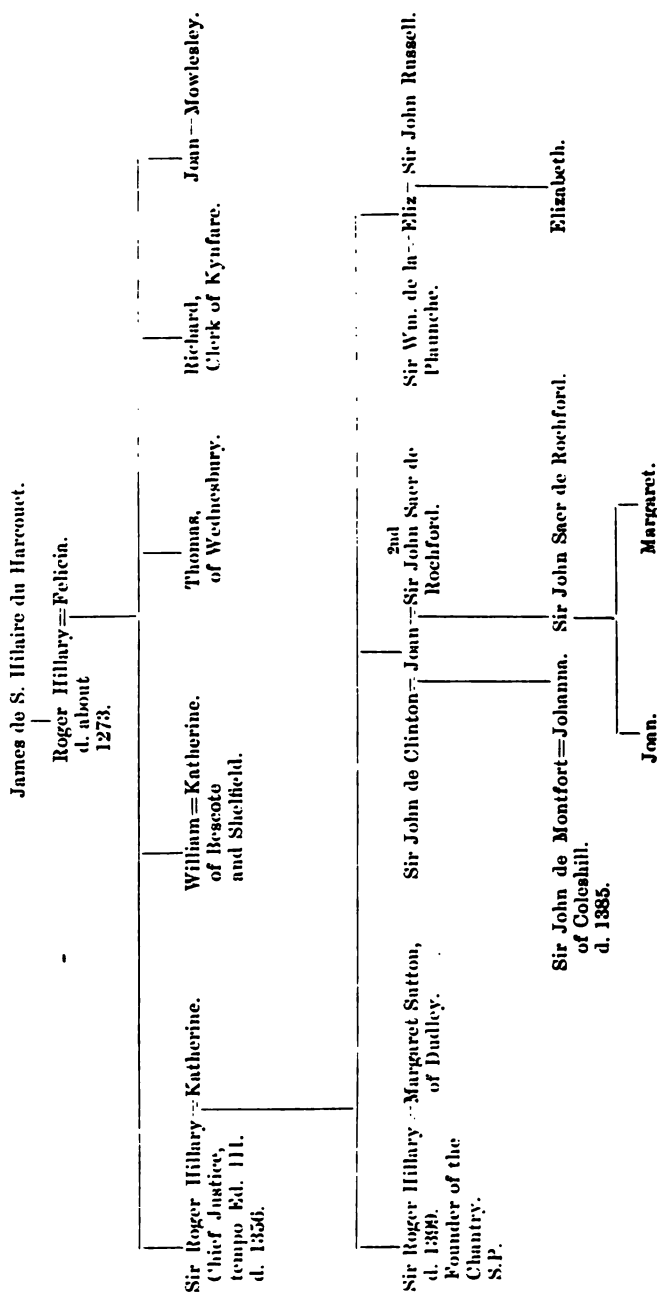 James de S. Hilaire du Harcouet.
Roger Hillary=Felicia.
d. about
1273.
Sir Roger Hillary=Katherine.
Chief Justice,
tempo Ed. III.
d. 1356.
William=Katherine.
of Bescote
and Shelfield.
Thomas,
of Wednesbury.
Richard,
Clerk of Kynfare.
Joan=Mowlesley.
Sir Roger Hillary=Margaret Sutton,
d. 1399. of Dudley.
Founder of the
Chantry.
S.P.
Sir John de Clinton=Joan=Sir John Saer de
2nd
Rochford.
Sir Wm. de la=Eliz=Sir John Russell.
Plaunche.
Sir John de Montfort=Johanna.
of Coleshill.
d. 1385.
Sir John Saer de Rochford.
Elizabeth.
Joan.
Margaret.